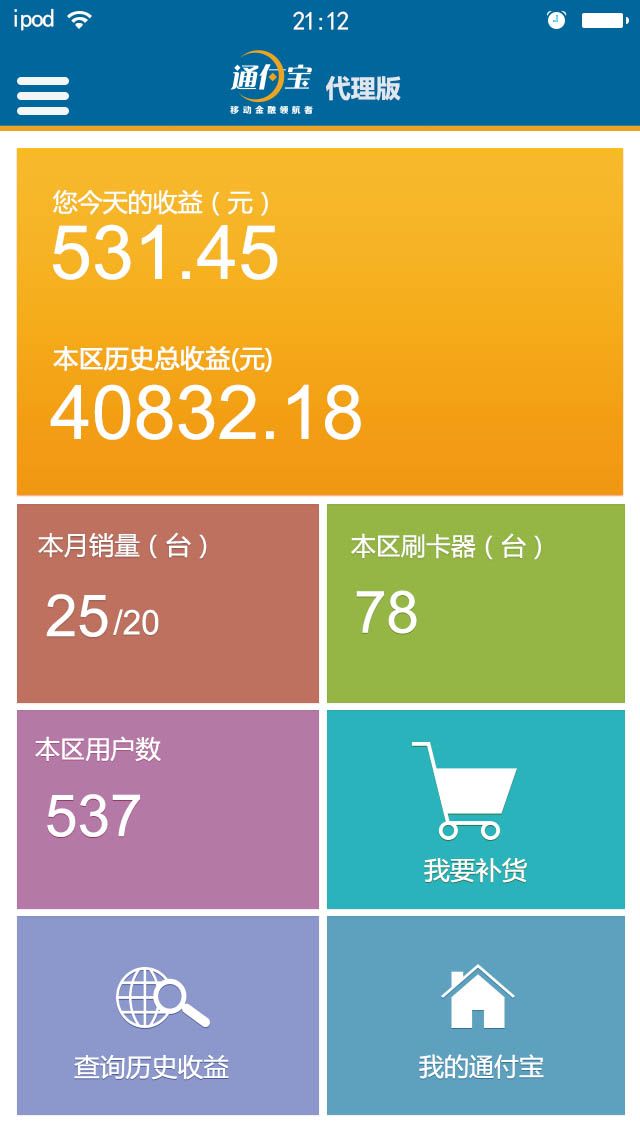 ipod
21:12
通付宝
移动金融领航者
代理版
您今天的收益（元）
531.45
本区历史总收益(元)
40832.18
本月销量（台）
25/20
本区刷卡器（台）
78
本区用户数
537
我要补货
查询历史收益
我的通付宝